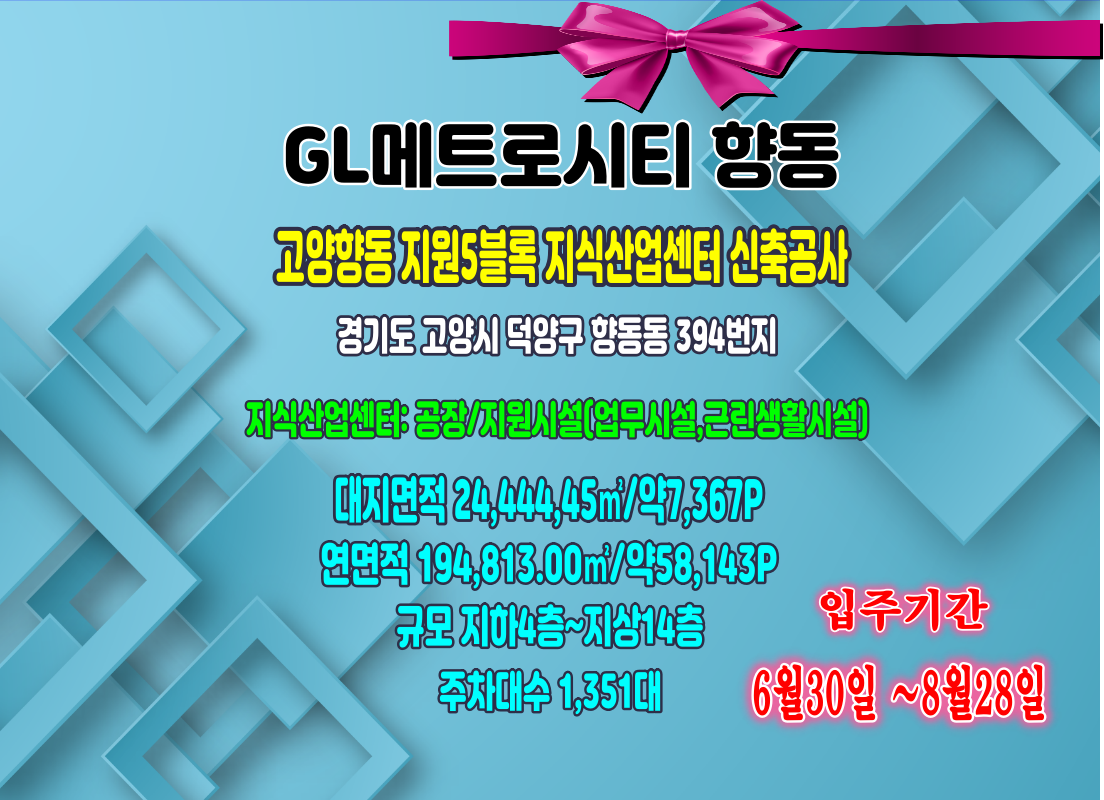 GL메트로시티 향동
고양향동 지원5블록 지식산업센터 신축공사
경기도 고양시 덕양구 향동동 394번지
지식산업센터: 공장/지원시설(업무시설,근린생활시설)
대지면적 24,444,45㎡/약7,367P
연면적 194,813.00㎡/약58,143P
규모 지하4층~지상14층
주차대수 1,351대
입주기간
6월30일 ~8월28일